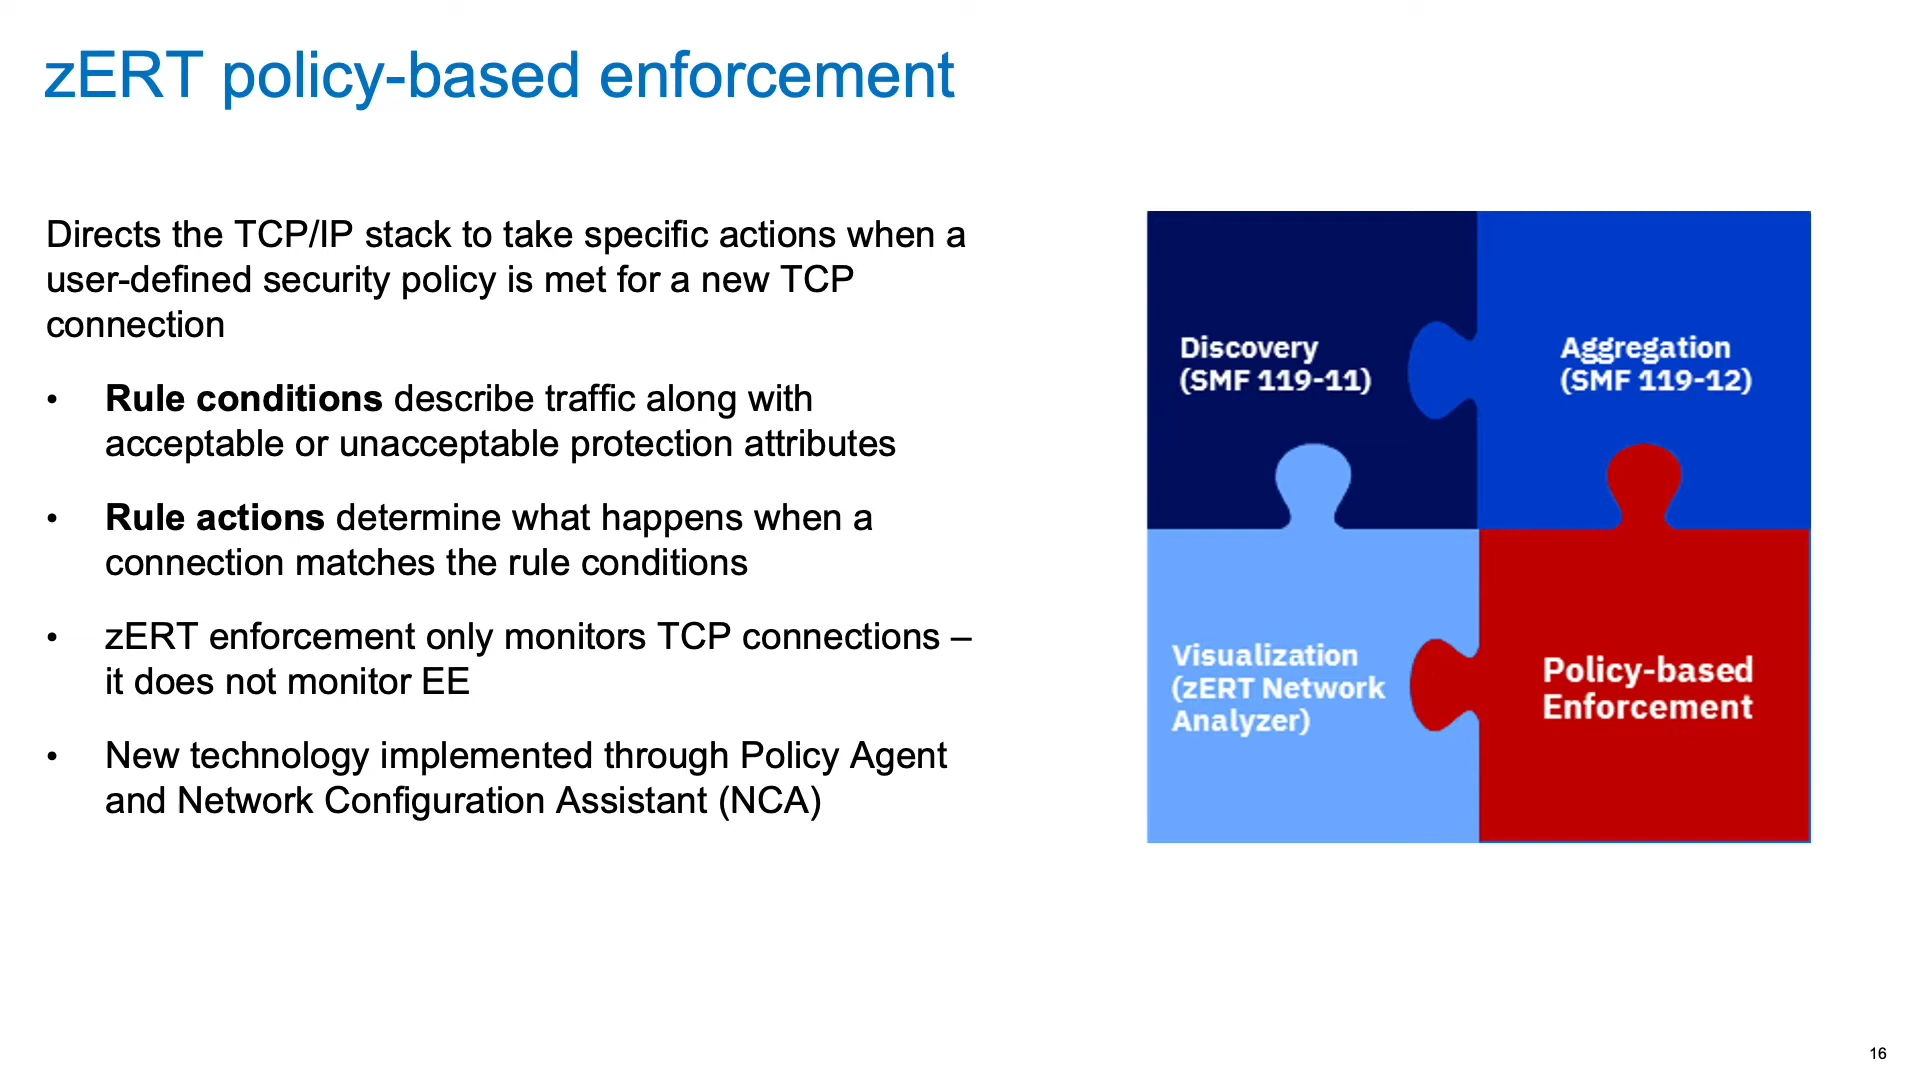 zERT policy-based enforcement
Directs the TCP/IP stack to take specific actions when a
user-defined security policy is met for a new TCP
connection
• Rule conditions describe traffic along with
acceptable or unacceptable protection attributes
• Rule actions determine what happens when a
connection matches the rule conditions
• zERT enforcement only monitors TCP connections –
it does not monitor EE
• New technology implemented through Policy Agent
and Network Configuration Assistant (NCA)
Discovery
(SMF 119-11)
Aggregation
(SMF 119-12)
Visualization
(zERT Network
Analyzer)
Policy-based
Enforcement
16